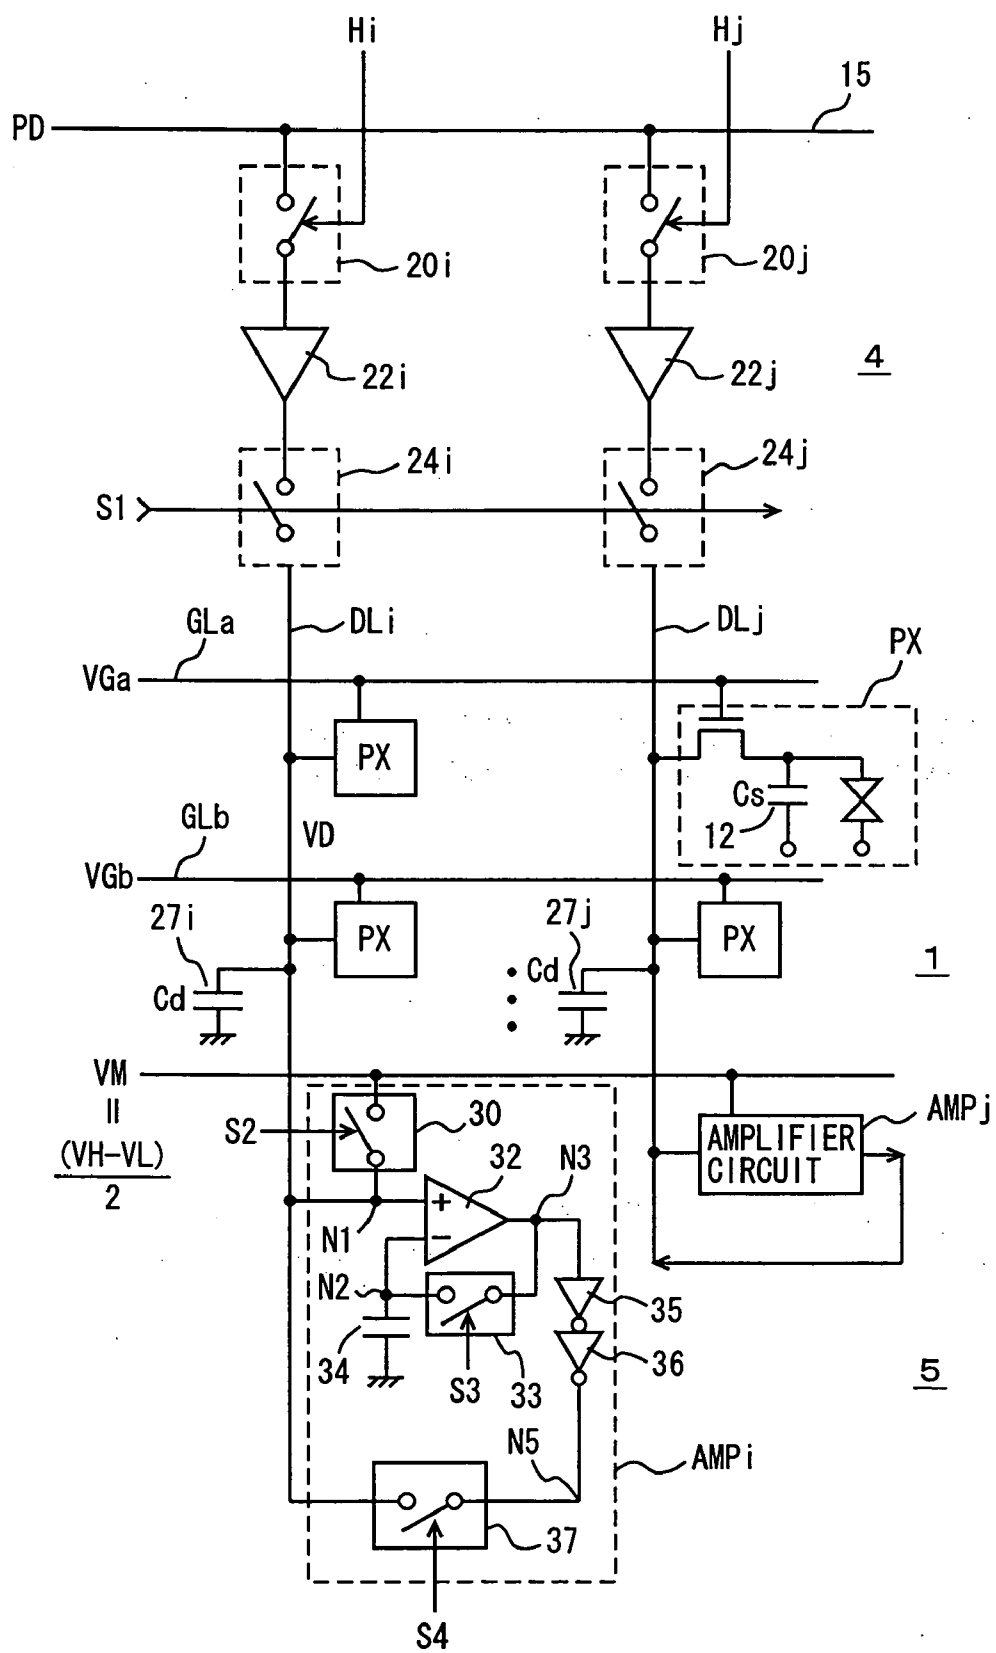 Hi
Hj
15
PD
20i
20j
22i
22j
4
24i
24j
S1
GLa
DLi
DLj
PX
VGa
PX
Cs
12
GLb
VD
VGb
27i
PX
27j
PX
1
Cd
Cd
VM
=
(VH-VL)
2
S2
30
32
N3
AMPj
AMPLIFIER
CIRCUIT
N1
N2
35
34
S3
33
36
5
N5
AMPi
37
S4